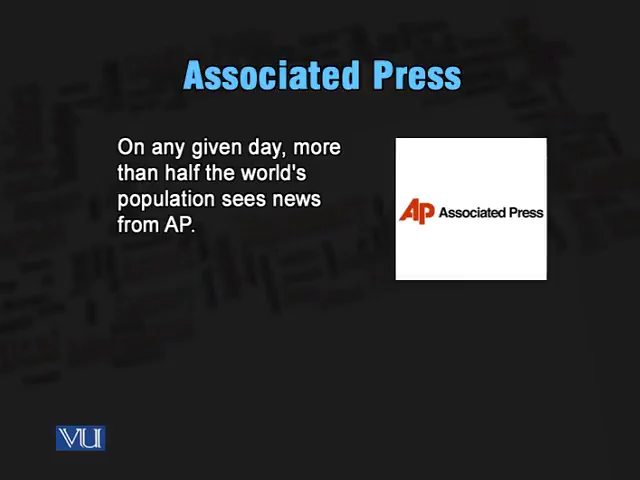 Associated Press
On any given day, more
than half the world's
population sees news
from AP.
AP Associated Press
VU